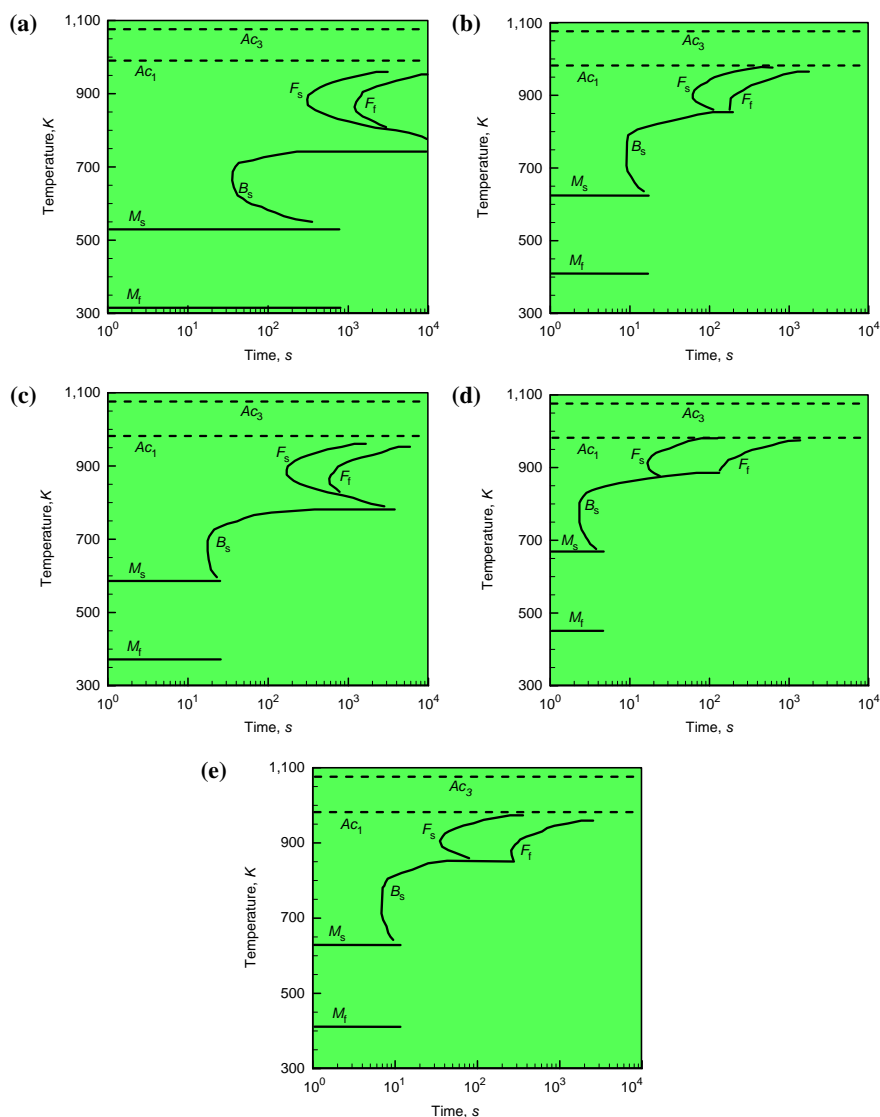 (a)
1,100
900
700
500
300
Temperature,K
Ac3
Ac1
Fs
Ff
Bs
Ms
Mf
10^0
10^1
10^2
10^3
10^4
Time, s
(b)
1,100
900
700
500
300
Temperature, K
Ac3
Ac1
Fs
Ff
Bs
Ms
Mf
10^0
10^1
10^2
10^3
10^4
Time, s
(c)
1,100
900
700
500
300
Temperature,K
Ac3
Ac1
Fs
Ff
Bs
Ms
Mf
10^0
10^1
10^2
10^3
10^4
Time, s
(d)
1,100
900
700
500
300
Temperature, K
Ac3
Ac1
Fs
Ff
Bs
Ms
Mf
10^0
10^1
10^2
10^3
10^4
Time, s
(e)
1,100
900
700
500
300
Temperature, K
Ac3
Ac1
Fs
Ff
Bs
Ms
Mf
10^0
10^1
10^2
10^3
10^4
Time, s